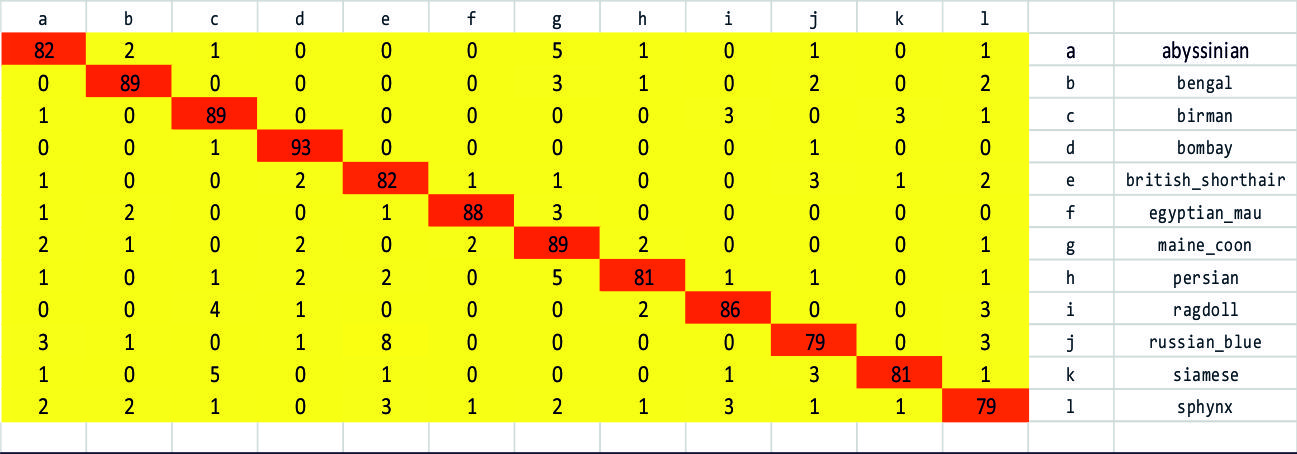 a b c d e f g h i j k l
82 2 1 0 0 0 5 1 0 1 0 1 a abyssinian
0 89 0 0 0 0 3 1 0 2 0 2 b bengal
1 0 89 0 0 0 0 0 3 0 3 1 c birman
0 0 1 93 0 0 0 0 0 1 0 0 d bombay
1 0 0 2 82 1 1 0 0 3 1 2 e british_shorthair
1 2 0 0 1 88 3 0 0 0 0 0 f egyptian_mau
2 1 0 2 0 2 89 2 0 0 0 1 g maine_coon
1 0 1 2 2 0 5 81 1 1 0 1 h persian
0 0 4 1 0 0 0 2 86 0 0 3 i ragdoll
3 1 0 1 8 0 0 0 0 79 0 3 j russian_blue
1 0 5 0 1 0 0 0 1 3 81 1 k siamese
2 2 1 0 3 1 2 1 3 1 1 79 l sphynx